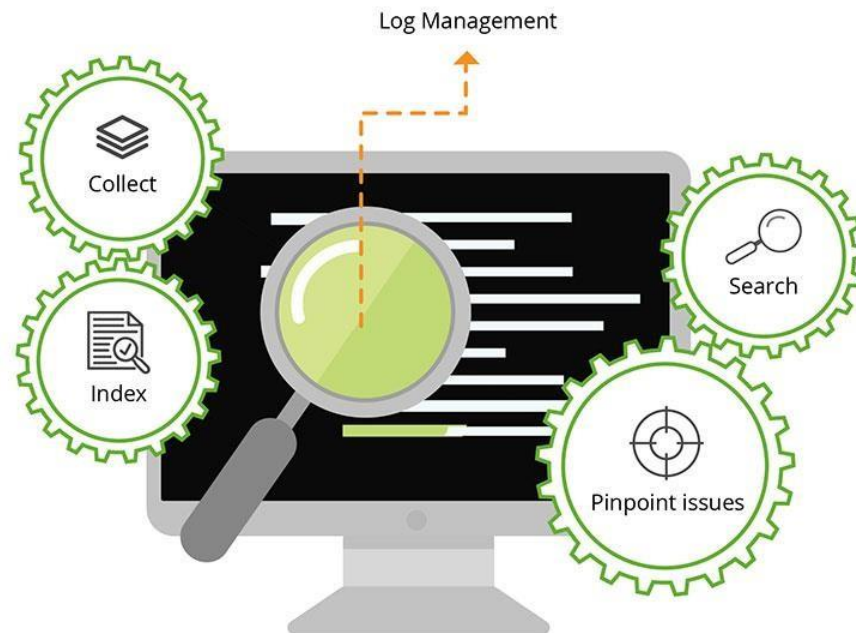 Log Management
Collect
Search
Index
Pinpoint issues